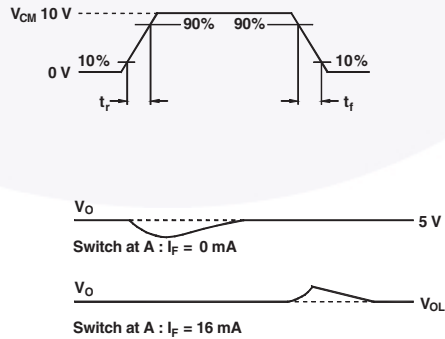 V_CM 10 V
90% 90%
10% 10%
0 V
t_r t_f
V_O
5 V
Switch at A : I_F = 0 mA
V_O
V_OL
Switch at A : I_F = 16 mA